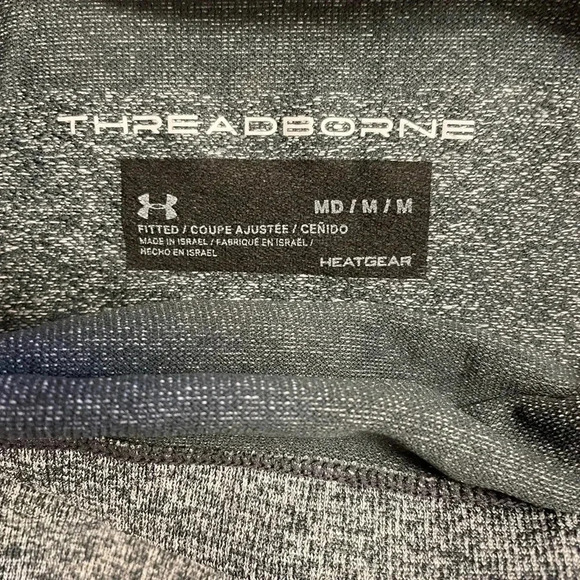 THREADBORNE
MD / M / M
FITTED / COUPE AJUSTÉE / CEÑIDO
MADE IN ISRAEL / FABRIQUÉ EN ISRAËL /
HECHO EN ISRAEL
HEATGEAR